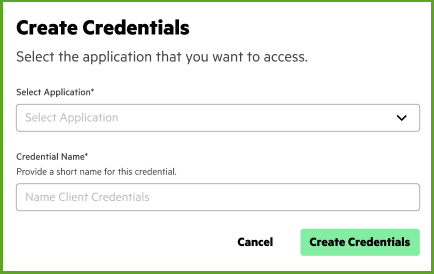 Create Credentials
Select the application that you want to access.
Select Application*
Select Application
Credential Name*
Provide a short name for this credential.
Name Client Credentials
Cancel Create Credentials